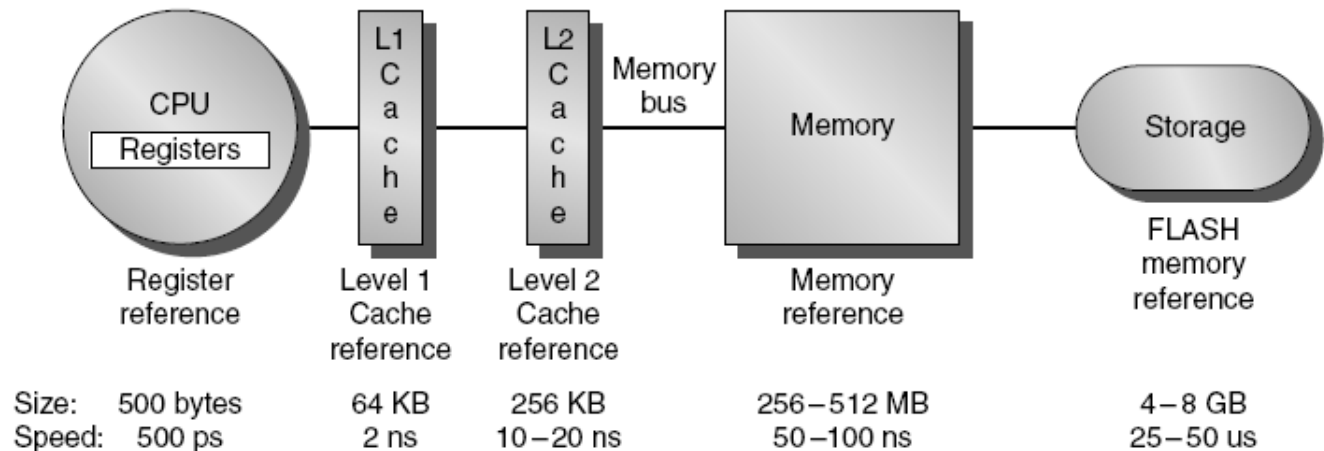 CPU
Registers
L1
C
a
c
h
e
L2
C
a
c
h
e
Memory
bus
Memory
Storage
Register
reference
Level 1
Cache
reference
Level 2
Cache
reference
Memory
reference
FLASH
memory
reference
Size: 500 bytes 64 KB 256 KB 256–512 MB 4–8 GB
Speed: 500 ps 2 ns 10–20 ns 50–100 ns 25–50 us